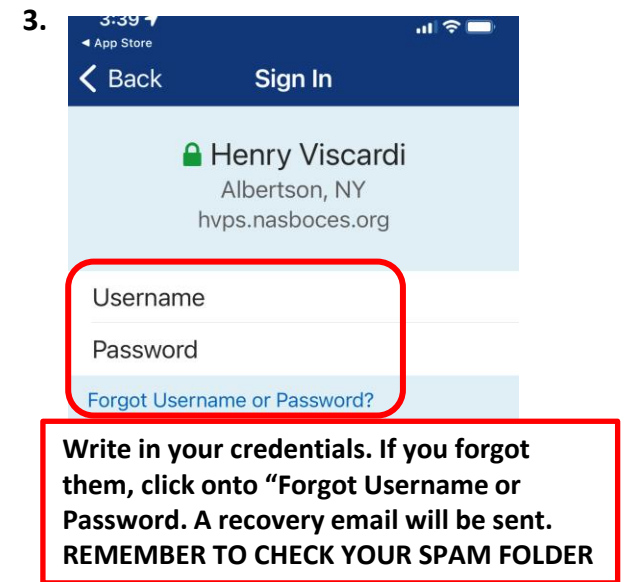 3.
3:39
◄ App Store
Back
Sign In
Henry Viscardi
Albertson, NY
hvps.nasboces.org
Username
Password
Forgot Username or Password?
Write in your credentials. If you forgot
them, click onto “Forgot Username or
Password. A recovery email will be sent.
REMEMBER TO CHECK YOUR SPAM FOLDER